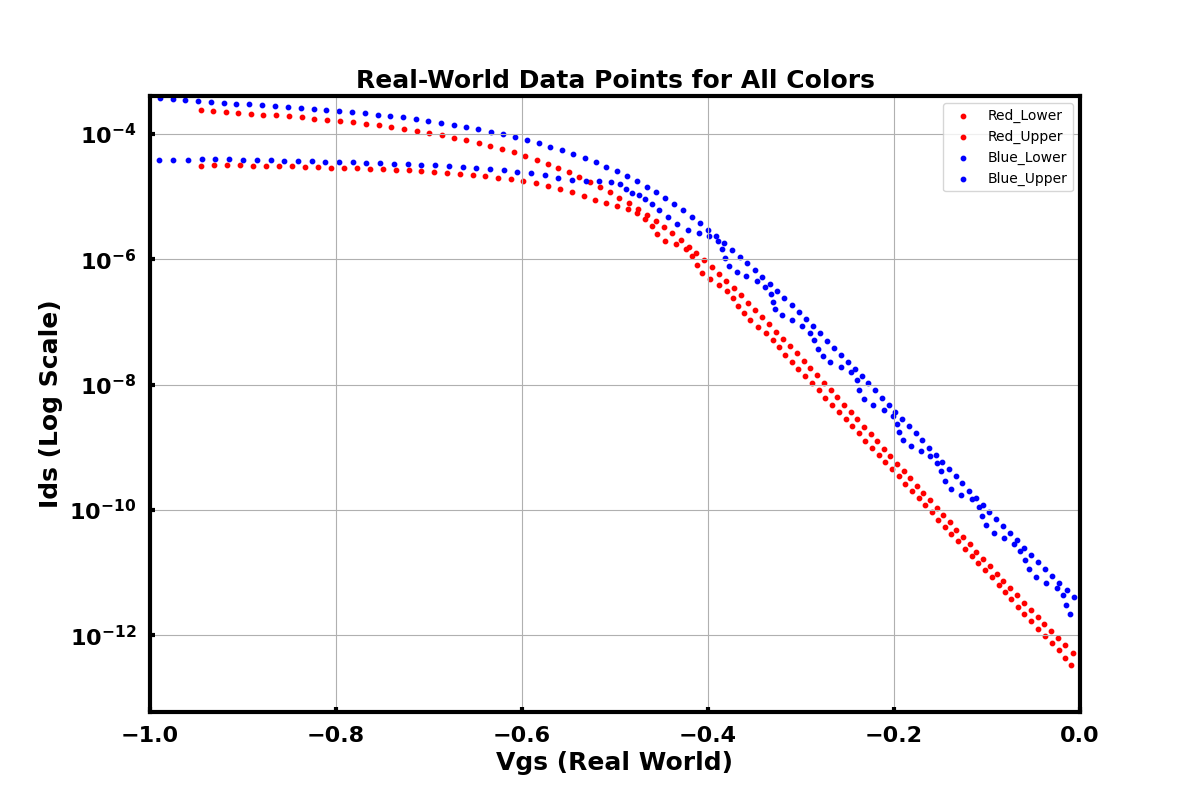 Real-World Data Points for All Colors
Red_Lower
Red_Upper
Blue_Lower
Blue_Upper
Ids (Log Scale)
10⁻⁴
10⁻⁶
10⁻⁸
10⁻¹⁰
10⁻¹²
−1.0 −0.8 −0.6 −0.4 −0.2 0.0
Vgs (Real World)